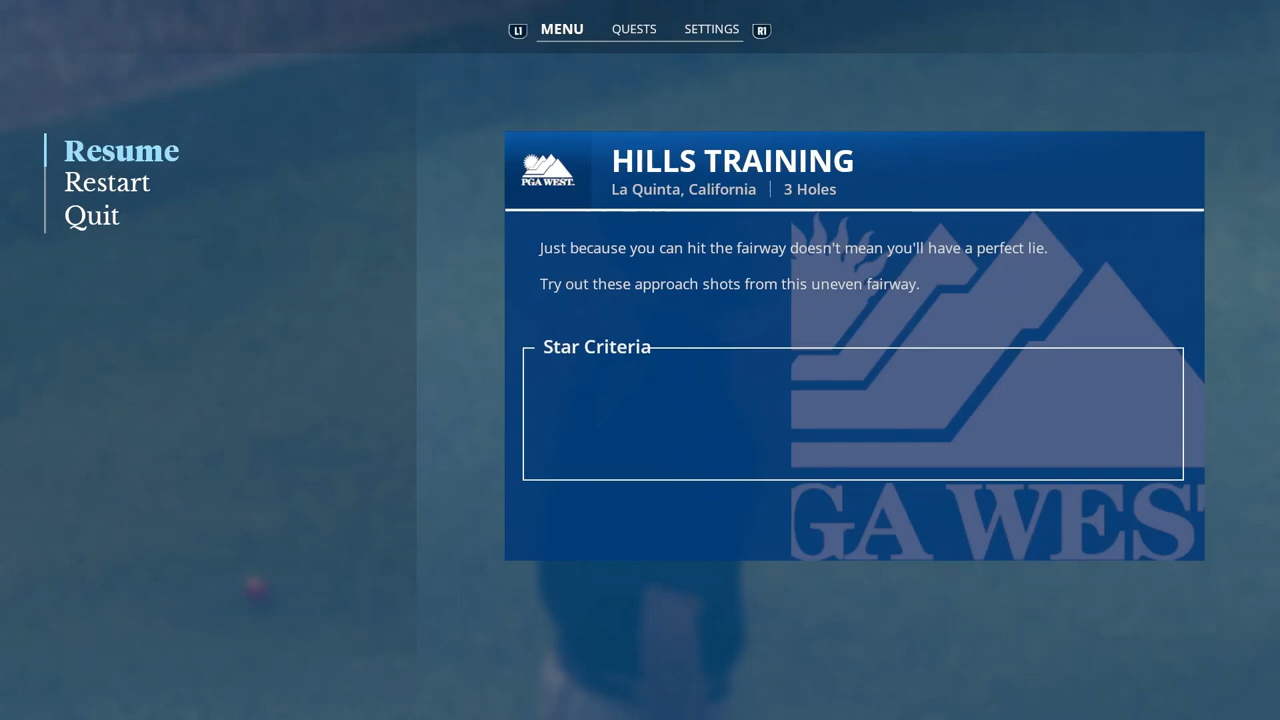 L1 MENU QUESTS SETTINGS R1
Resume
Restart
Quit
PGA WEST.
HILLS TRAINING
La Quinta, California 3 Holes
Just because you can hit the fairway doesn't mean you'll have a perfect lie.
Try out these approach shots from this uneven fairway.
Star Criteria
GA WEST